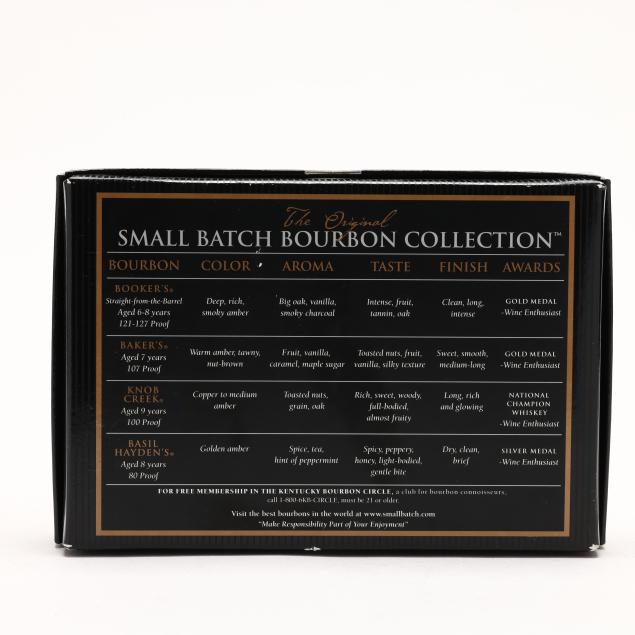 The Original
SMALL BATCH BOURBON COLLECTION™
BOURBON COLOR AROMA TASTE FINISH AWARDS
BOOKER'S®
Straight-from-the-Barrel
Aged 6-8 years
121-127 Proof
Deep, rich,
smoky amber
Big oak, vanilla,
smoky charcoal
Intense, fruit,
tannin, oak
Clean, long,
intense
GOLD MEDAL
-Wine Enthusiast
BAKER'S®
Aged 7 years
107 Proof
Warm amber, tawny,
nut-brown
Fruit, vanilla,
caramel, maple sugar
Toasted nuts, fruit,
vanilla, silky texture
Sweet, smooth,
medium-long
GOLD MEDAL
-Wine Enthusiast
KNOB
CREEK®
Aged 9 years
100 Proof
Copper to medium
amber
Toasted nuts,
grain, oak
Rich, sweet, woody,
full-bodied,
almost fruity
Long, rich
and glowing
NATIONAL
CHAMPION
WHISKEY
-Wine Enthusiast
BASIL
HAYDEN'S®
Aged 8 years
80 Proof
Golden amber
Spice, tea,
hint of peppermint
Spicy, peppery,
honey, light-bodied,
gentle bite
Dry, clean,
brief
SILVER MEDAL
-Wine Enthusiast
FOR FREE MEMBERSHIP IN THE KENTUCKY BOURBON CIRCLE, a club for bourbon connoisseurs,
call 1-800-6KB-CIRCLE, must be 21 or older.
Visit the best bourbons in the world at www.smallbatch.com
"Make Responsibility Part of Your Enjoyment"